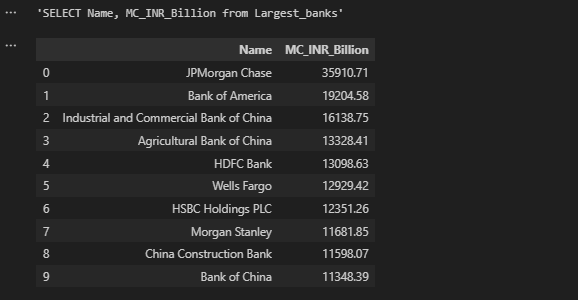 'SELECT Name, MC_INR_Billion from Largest_banks'
Name MC_INR_Billion
0 JPMorgan Chase 35910.71
1 Bank of America 19204.58
2 Industrial and Commercial Bank of China 16138.75
3 Agricultural Bank of China 13328.41
4 HDFC Bank 13098.63
5 Wells Fargo 12929.42
6 HSBC Holdings PLC 12351.26
7 Morgan Stanley 11681.85
8 China Construction Bank 11598.07
9 Bank of China 11348.39